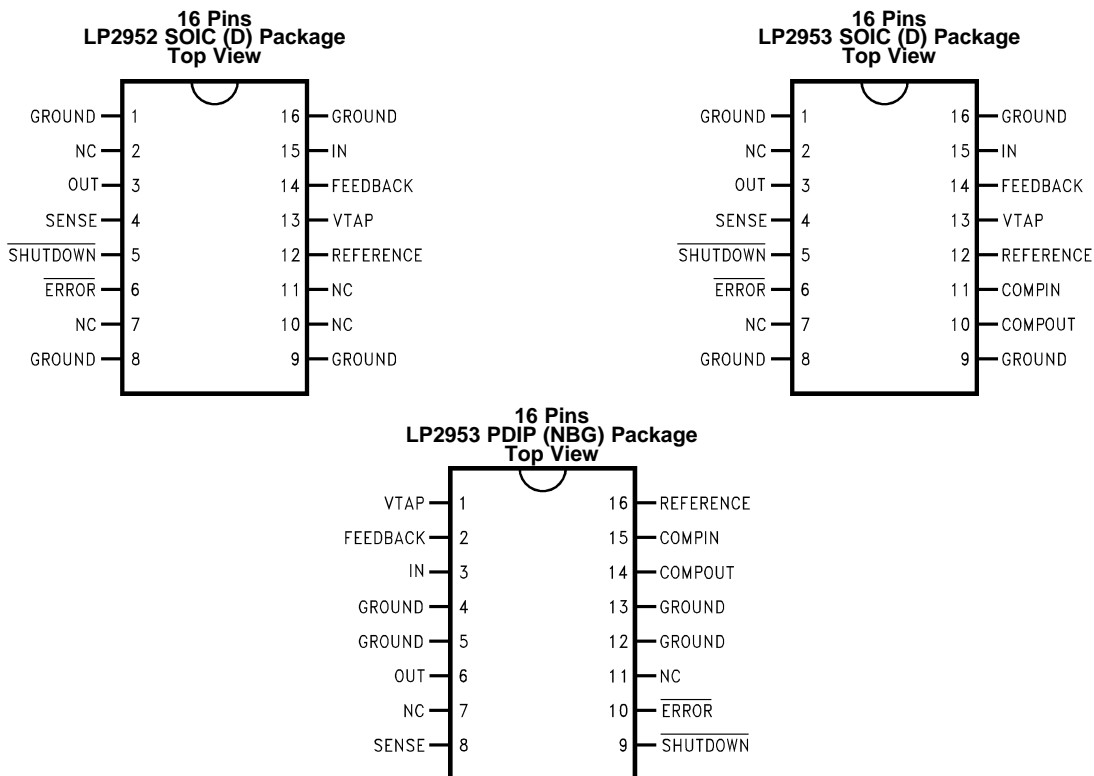 16 Pins
LP2952 SOIC (D) Package
Top View
GROUND 1 16 GROUND
NC 2 15 IN
OUT 3 14 FEEDBACK
SENSE 4 13 VTAP
SHUTDOWN 5 12 REFERENCE
ERROR 6 11 NC
NC 7 10 NC
GROUND 8 9 GROUND
16 Pins
LP2953 SOIC (D) Package
Top View
GROUND 1 16 GROUND
NC 2 15 IN
OUT 3 14 FEEDBACK
SENSE 4 13 VTAP
SHUTDOWN 5 12 REFERENCE
ERROR 6 11 COMPIN
NC 7 10 COMPOUT
GROUND 8 9 GROUND
16 Pins
LP2953 PDIP (NBG) Package
Top View
VTAP 1 16 REFERENCE
FEEDBACK 2 15 COMPIN
IN 3 14 COMPOUT
GROUND 4 13 GROUND
GROUND 5 12 GROUND
OUT 6 11 NC
NC 7 10 ERROR
SENSE 8 9 SHUTDOWN